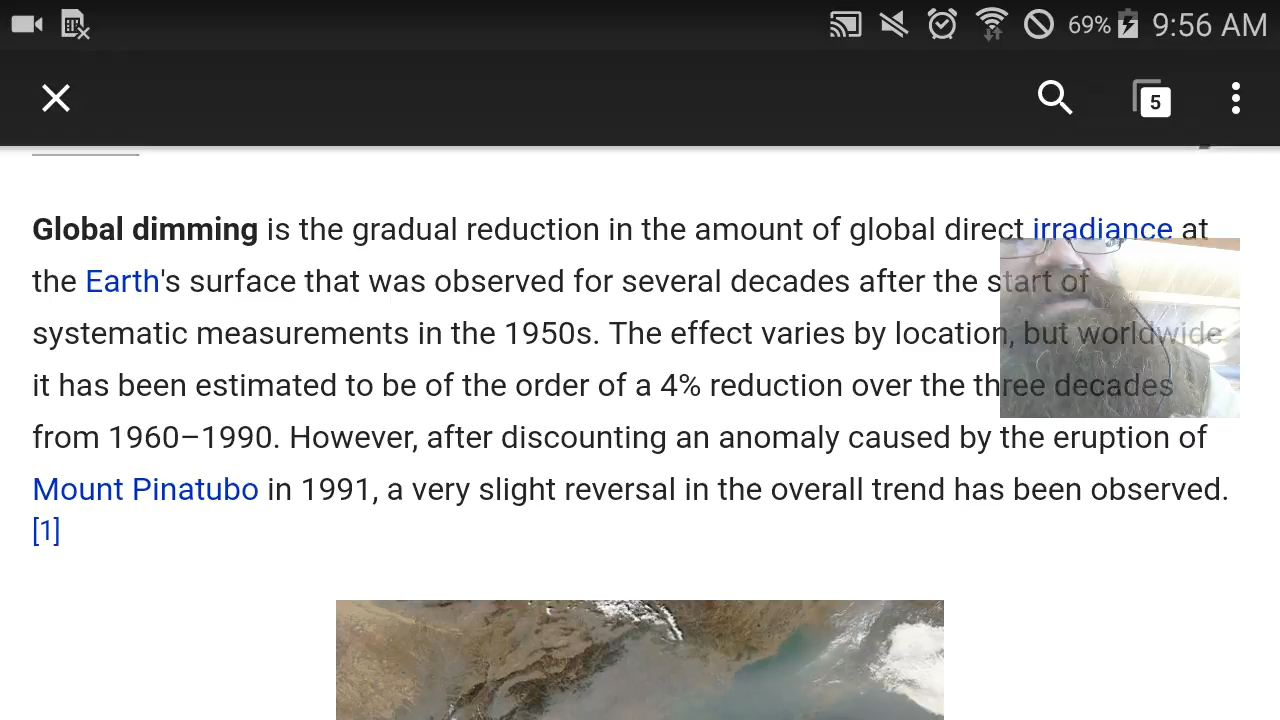 69% 9:56 AM
5
Global dimming is the gradual reduction in the amount of global direct irradiance at
the Earth's surface that was observed for several decades after the start of
systematic measurements in the 1950s. The effect varies by location, but worldwide
it has been estimated to be of the order of a 4% reduction over the three decades
from 1960–1990. However, after discounting an anomaly caused by the eruption of
Mount Pinatubo in 1991, a very slight reversal in the overall trend has been observed.
[1]